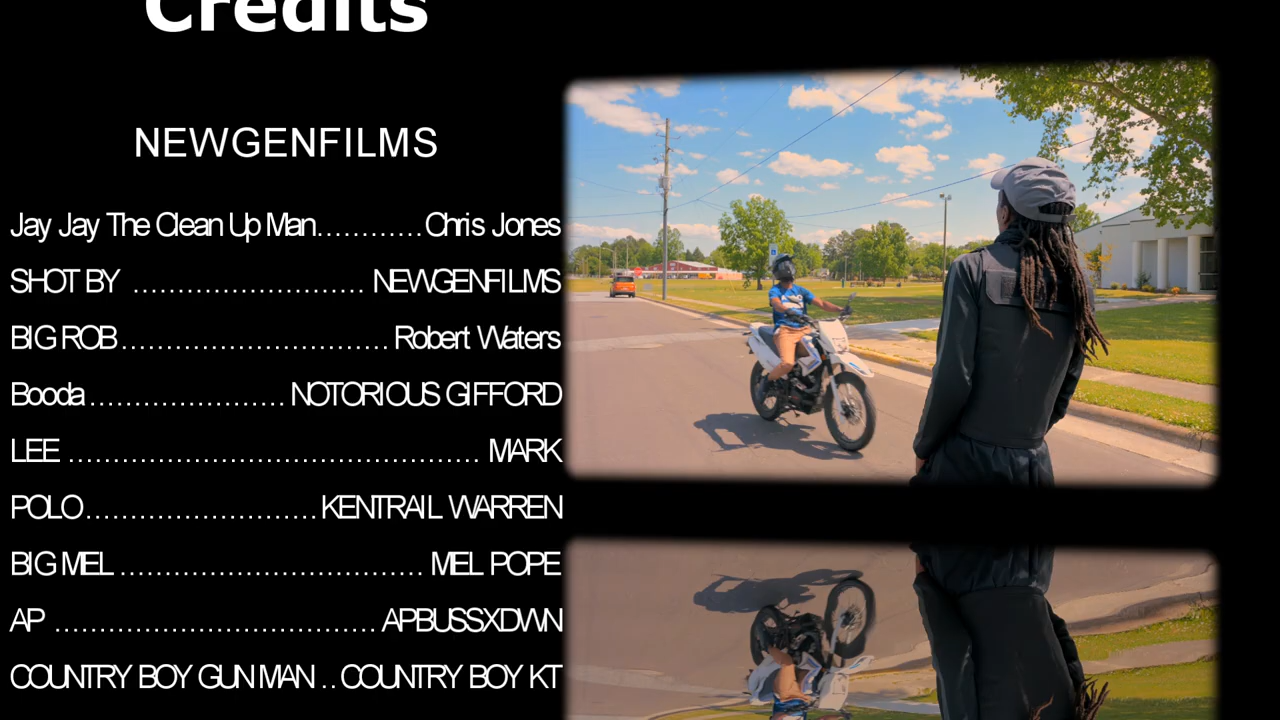 Credits
NEWGENFILMS
Jay Jay The Clean Up Man............Chris Jones
SHOT BY .......................... NEWGENFILMS
BIG ROB.............................. Robert Waters
Booda...................... NOTORIOUS GIFFORD
LEE .............................................. MARK
POLO..........................KENTRAIL WARREN
BIG MEL .................................. MEL POPE
AP .................................... APBUSSXDWN
COUNTRY BOY GUN MAN .. COUNTRY BOY KT